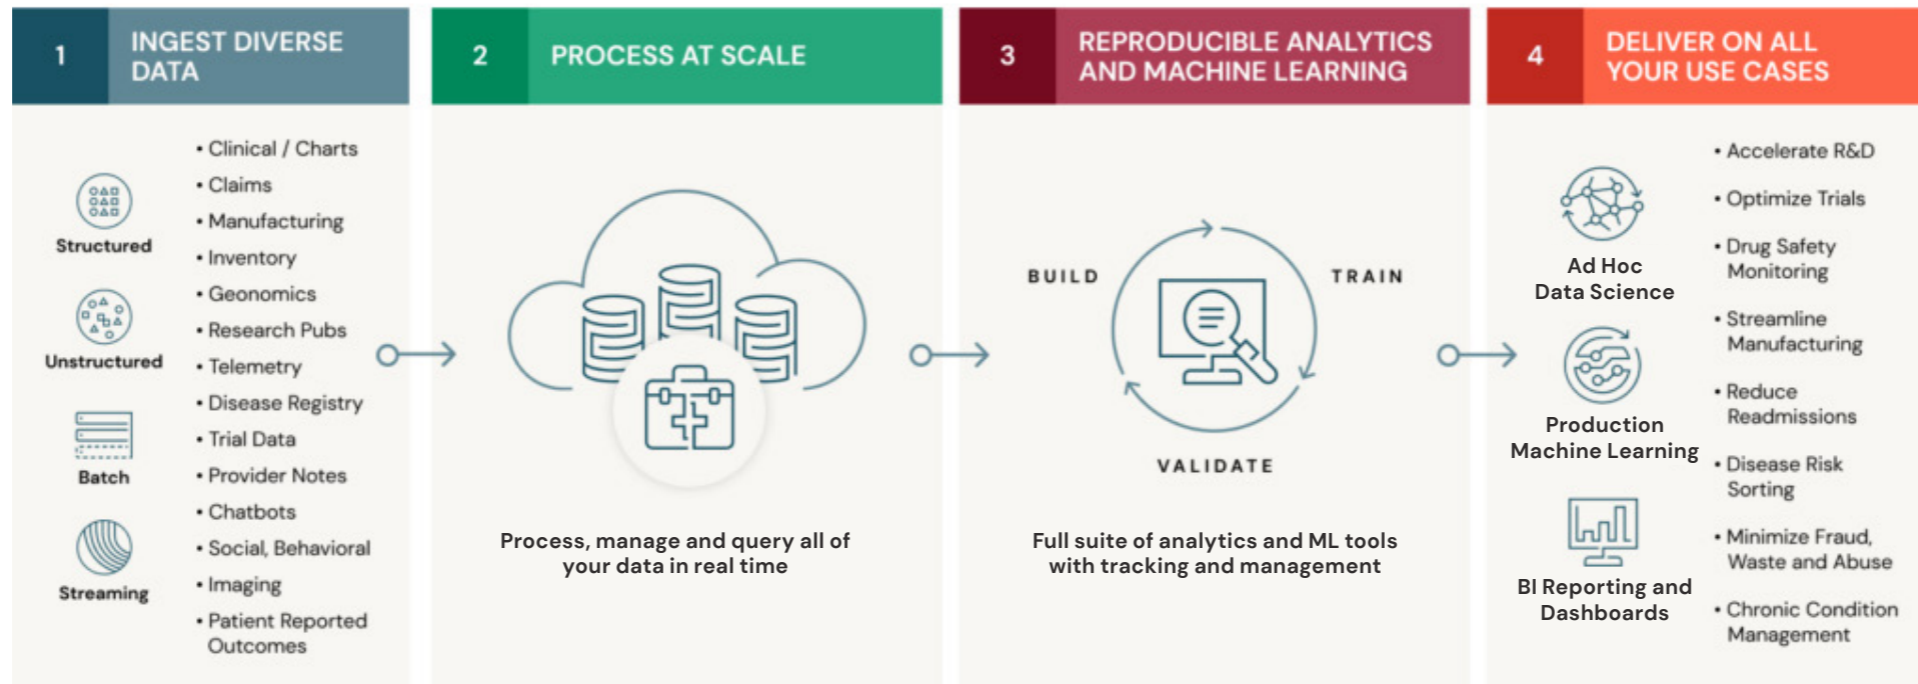 1
INGEST DIVERSE
DATA
Structured
Unstructured
Batch
Streaming
• Clinical / Charts
• Claims
• Manufacturing
• Inventory
• Geonomics
• Research Pubs
• Telemetry
• Disease Registry
• Trial Data
• Provider Notes
• Chatbots
• Social, Behavioral
• Imaging
• Patient Reported
Outcomes
2
PROCESS AT SCALE
Process, manage and query all of
your data in real time
3
REPRODUCIBLE ANALYTICS
AND MACHINE LEARNING
BUILD
TRAIN
VALIDATE
Full suite of analytics and ML tools
with tracking and management
4
DELIVER ON ALL
YOUR USE CASES
Ad Hoc
Data Science
Production
Machine Learning
BI Reporting and
Dashboards
• Accelerate R&D
• Optimize Trials
• Drug Safety
Monitoring
• Streamline
Manufacturing
• Reduce
Readmissions
• Disease Risk
Sorting
• Minimize Fraud,
Waste and Abuse
• Chronic Condition
Management